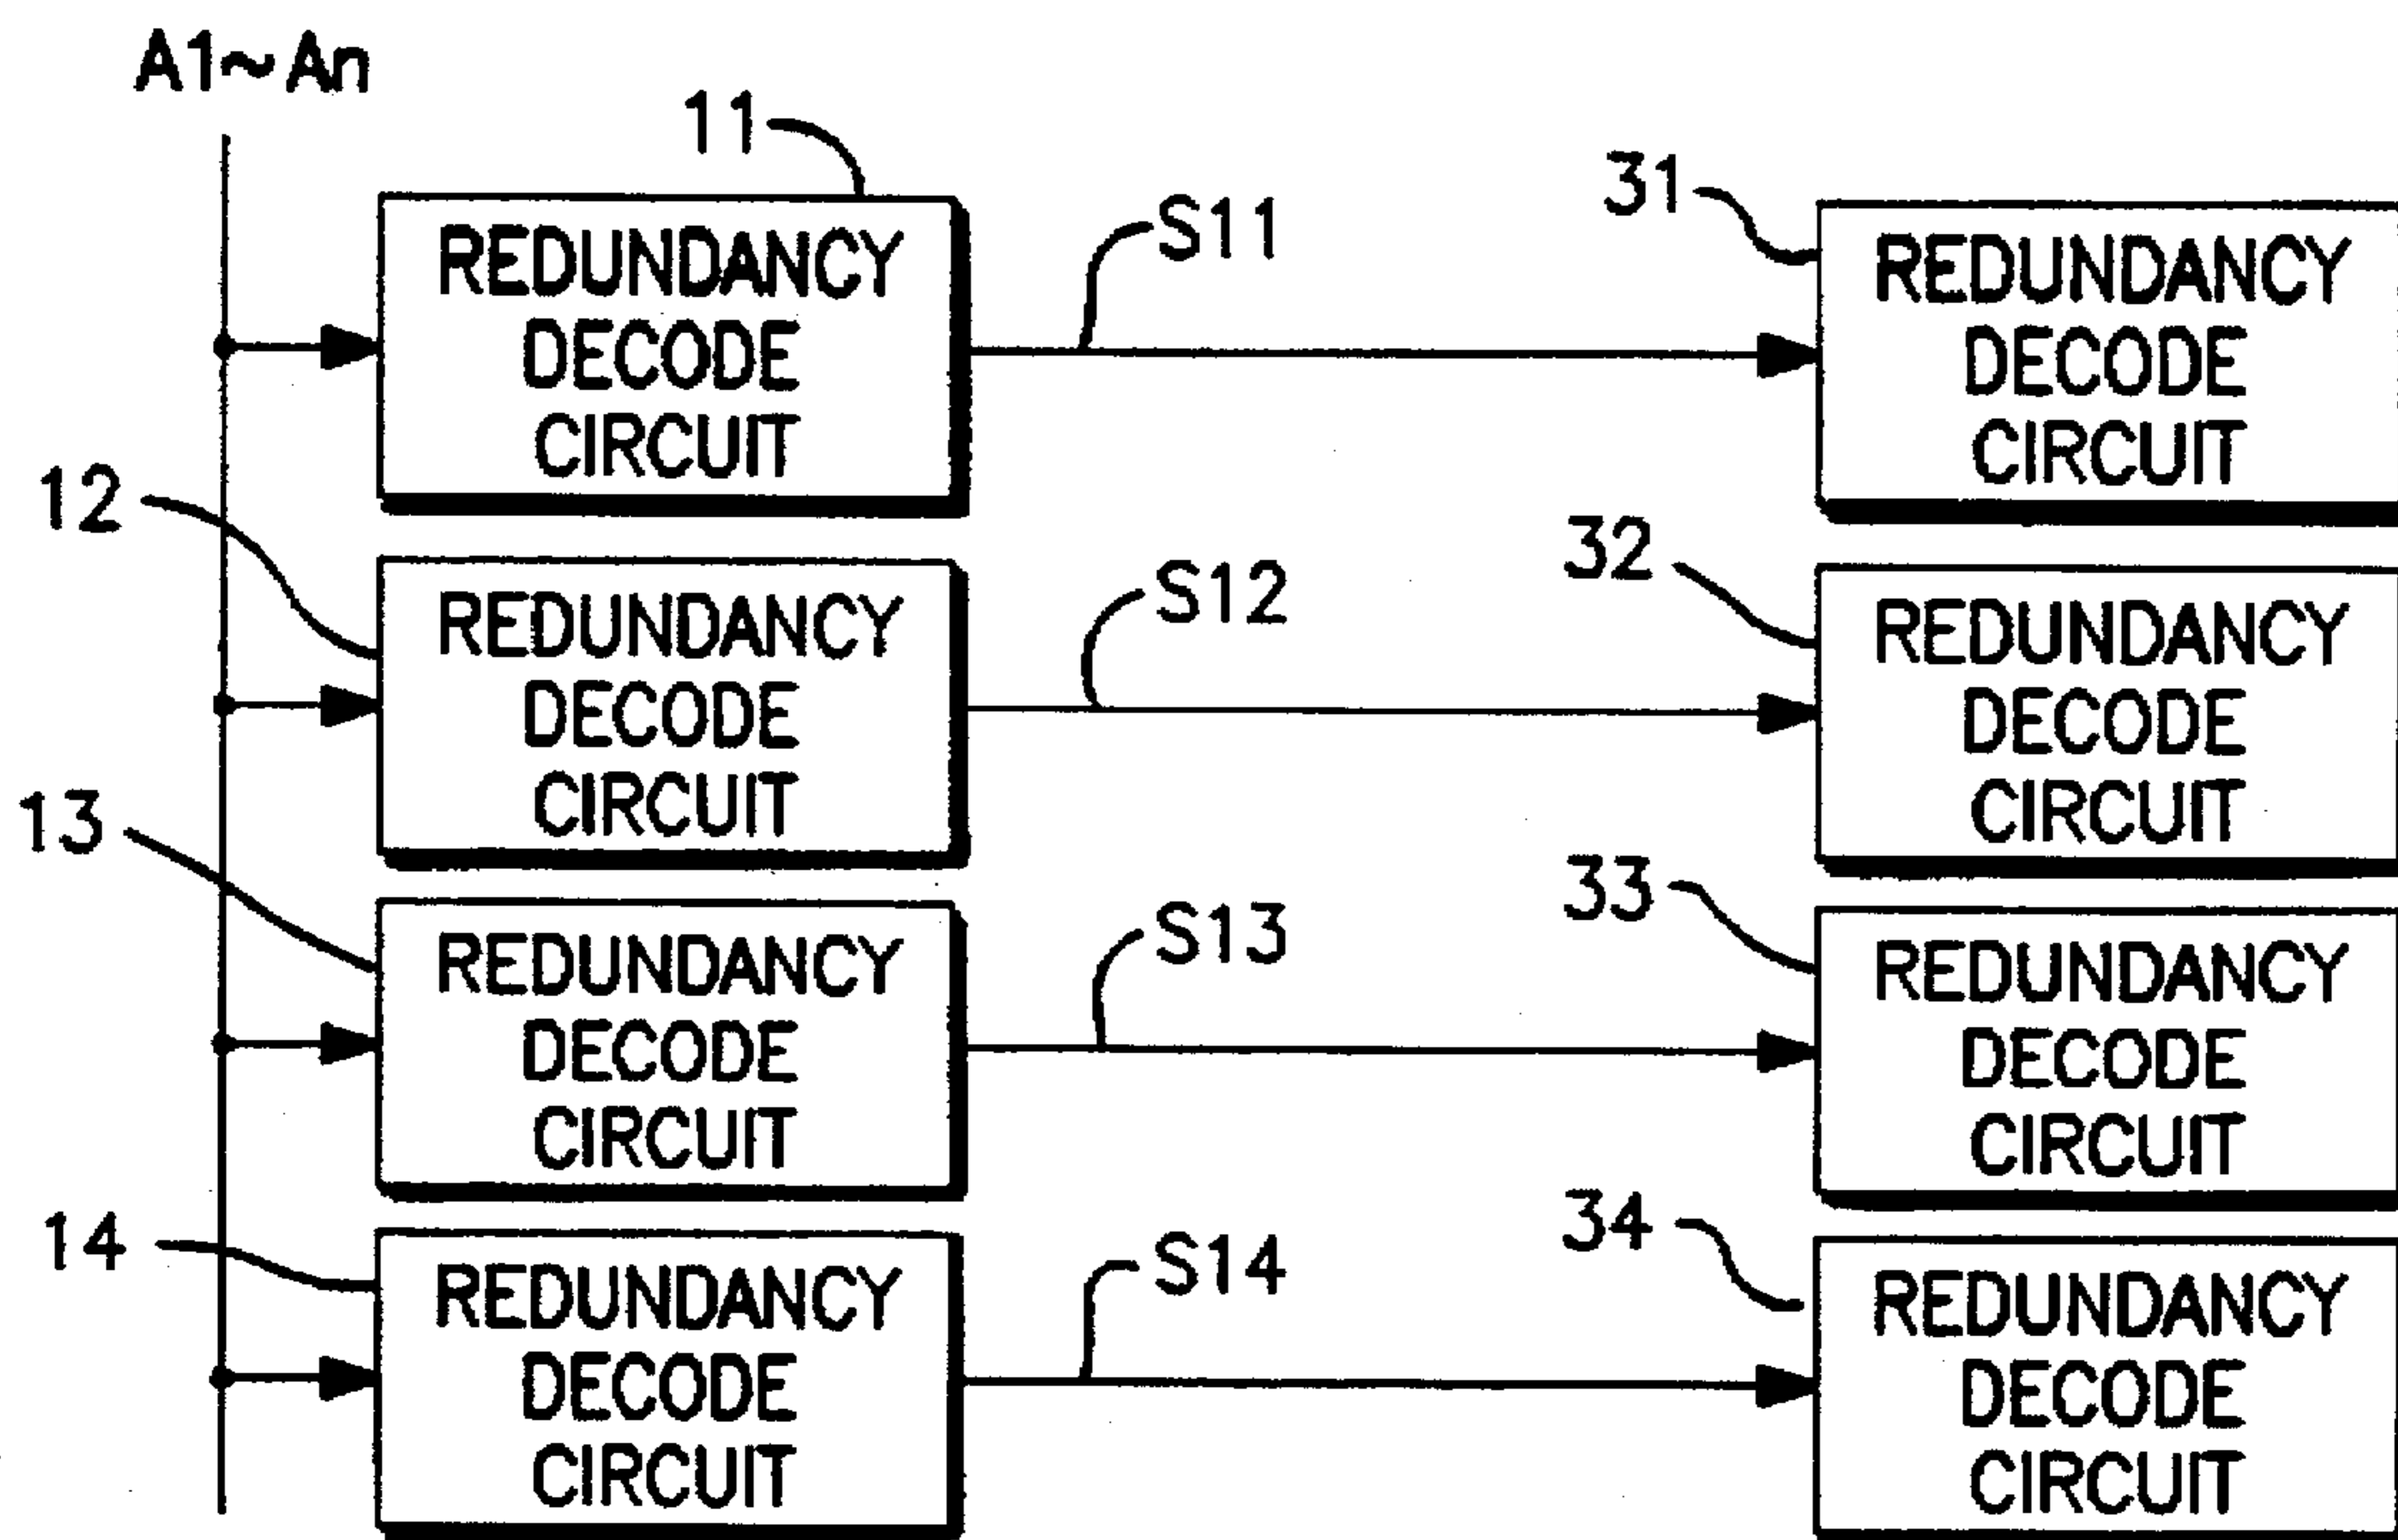 A1~An
11
REDUNDANCY
DECODE
CIRCUIT
S11
31
REDUNDANCY
DECODE
CIRCUIT
12
REDUNDANCY
DECODE
CIRCUIT
S12
32
REDUNDANCY
DECODE
CIRCUIT
13
REDUNDANCY
DECODE
CIRCUIT
S13
33
REDUNDANCY
DECODE
CIRCUIT
14
REDUNDANCY
DECODE
CIRCUIT
S14
34
REDUNDANCY
DECODE
CIRCUIT